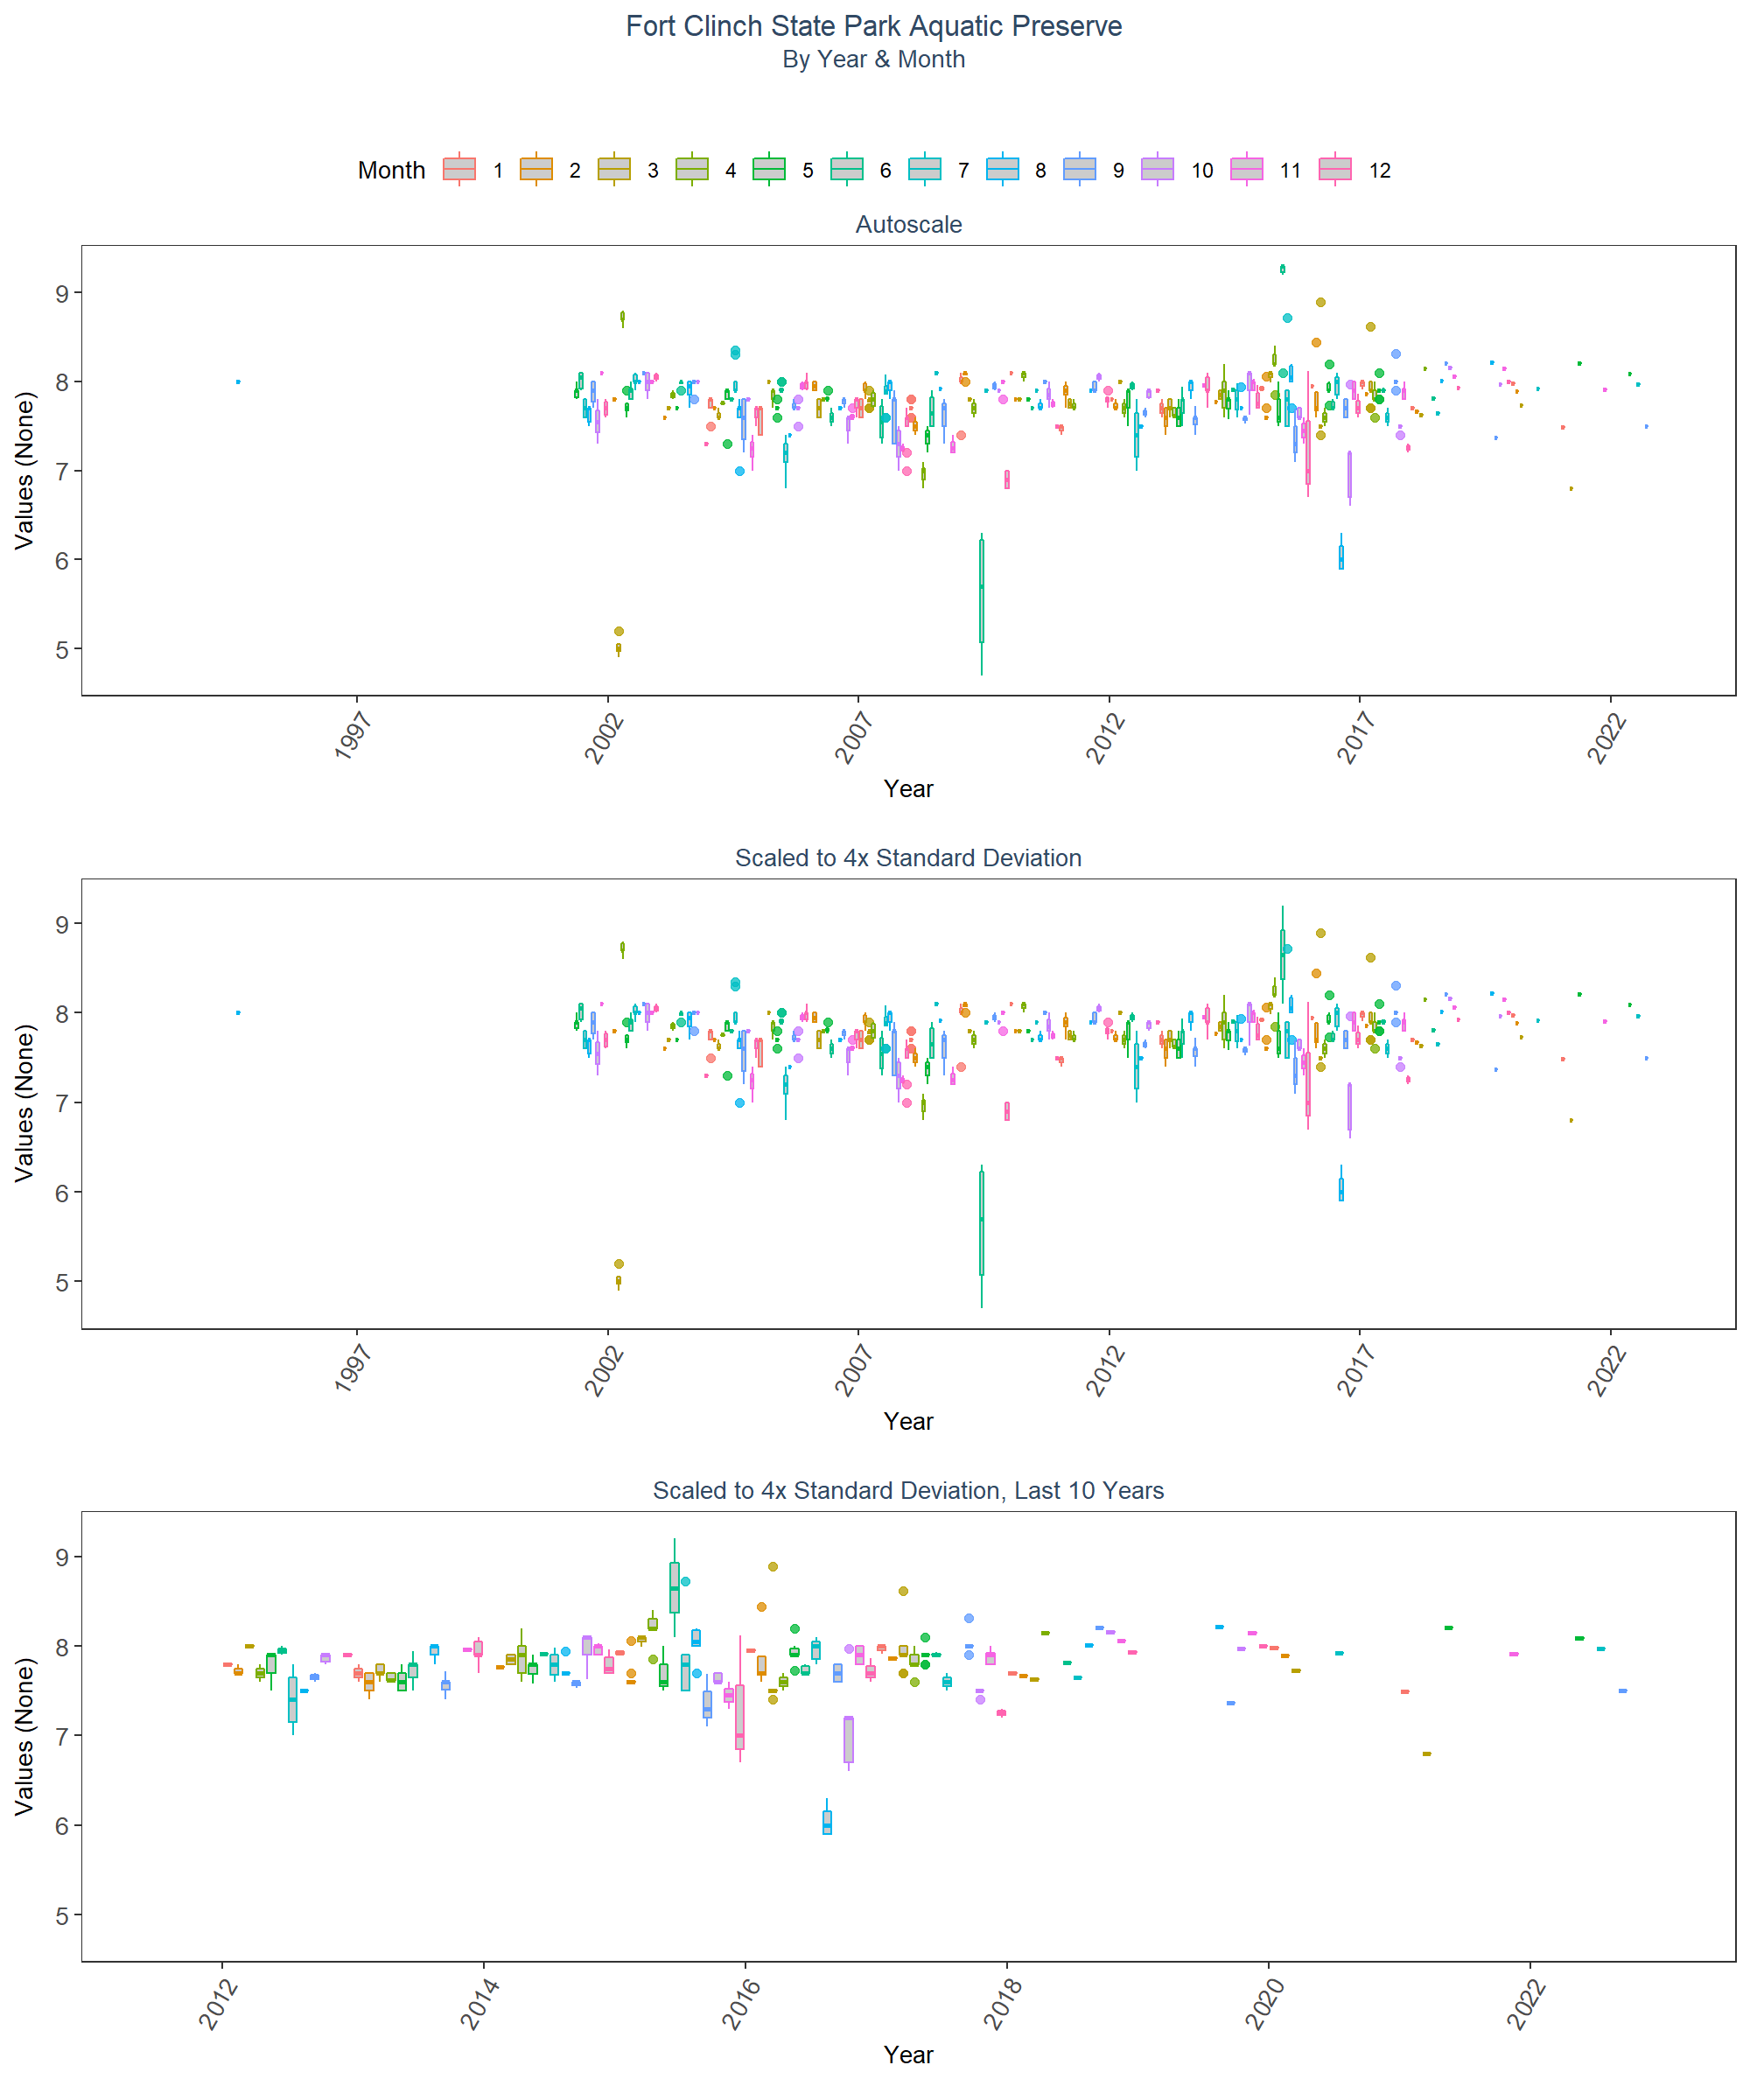 Fort Clinch State Park Aquatic Preserve
By Year & Month
Month 1 2 3 4 5 6 7 8 9 10 11 12
Autoscale
Values (None)
9
8
7
6
5
1997 2002 2007 2012 2017 2022
Year
Scaled to 4x Standard Deviation
Values (None)
9
8
7
6
5
1997 2002 2007 2012 2017 2022
Year
Scaled to 4x Standard Deviation, Last 10 Years
Values (None)
9
8
7
6
5
2012 2014 2016 2018 2020 2022
Year